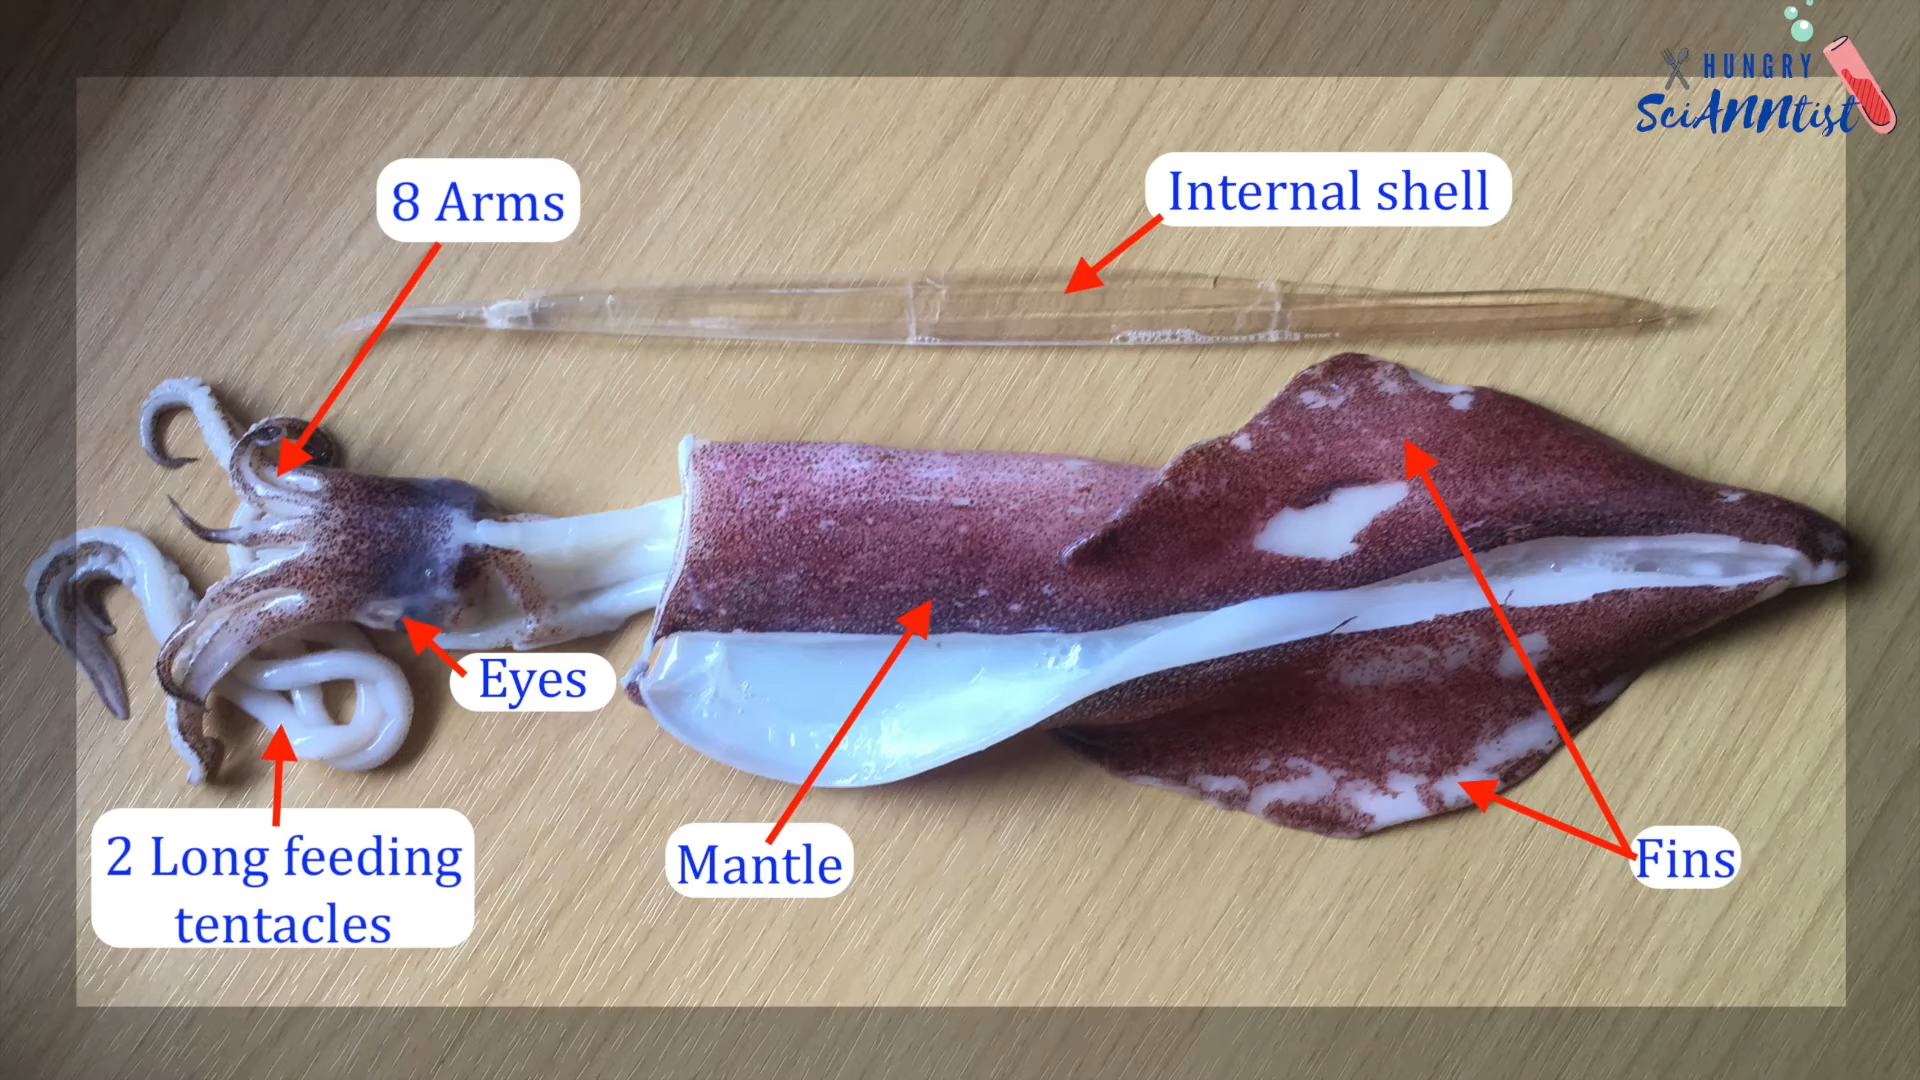 HUNGRY
SciANNtist
8 Arms
Internal shell
Eyes
2 Long feeding
tentacles
Mantle
Fins